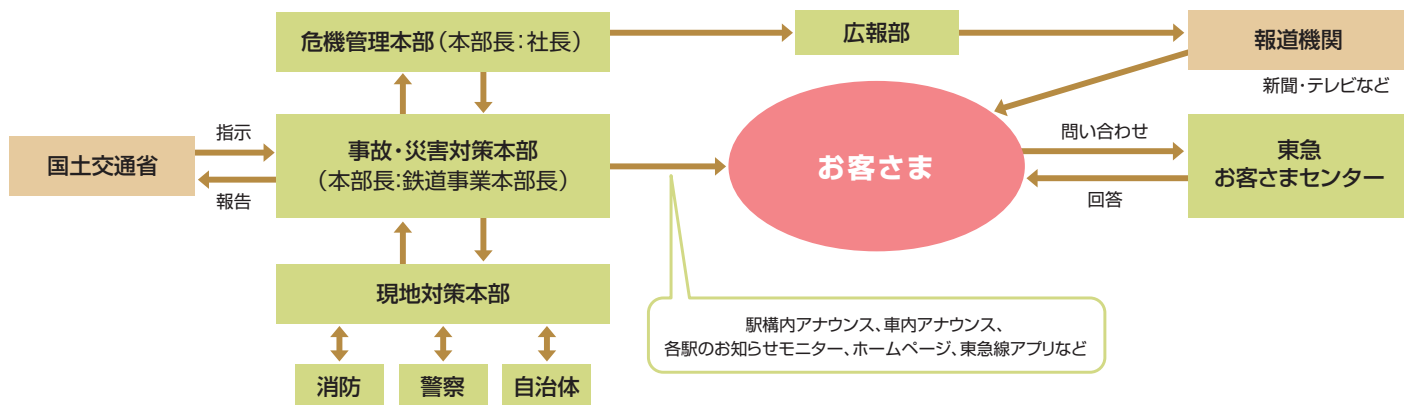 危機管理本部（本部長：社長）
広報部
報道機関
新聞・テレビなど
国土交通省
指示
報告
事故・災害対策本部
（本部長：鉄道事業本部長）
お客さま
問い合わせ
回答
東急
お客さまセンター
現地対策本部
駅構内アナウンス、車内アナウンス、
各駅のお知らせモニター、ホームページ、東急線アプリなど
消防
警察
自治体